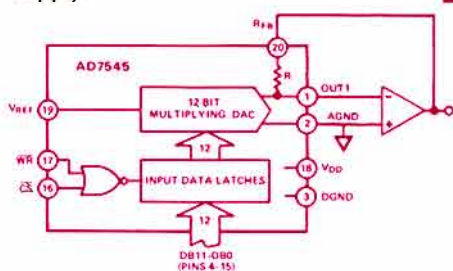 RFB
20
AD7545
R
19
VREF
12 BIT
MULTIPLYING DAC
1
OUT1
−
2
AGND
+
12
WR
17
CS
16
INPUT DATA LATCHES
18
VDD
3
DGND
12
DB11-DB0
(PINS 4-15)